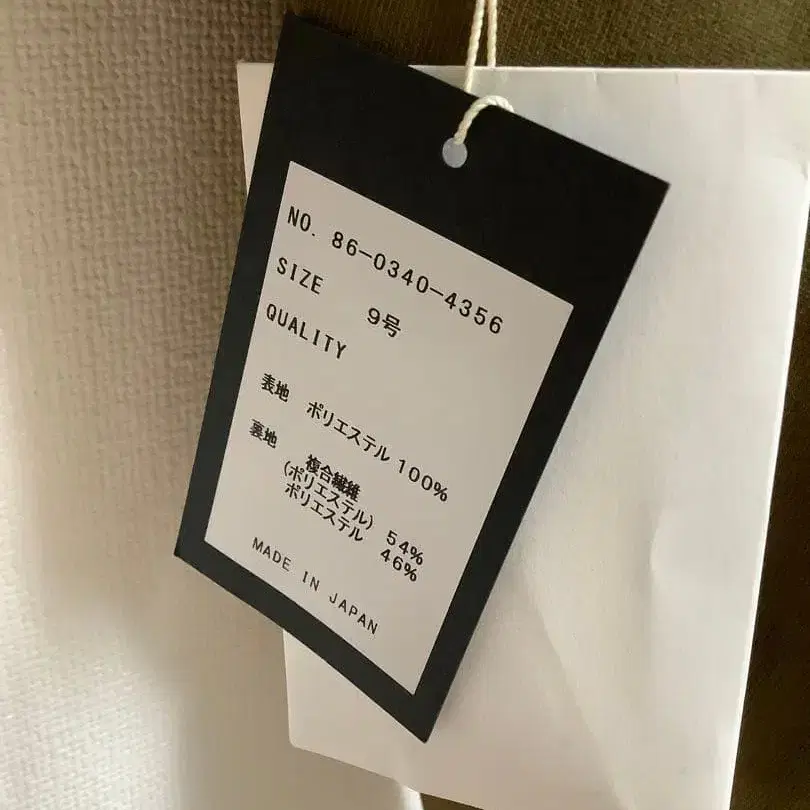 NO. 86-0340-4356
SIZE 9号
QUALITY
表地 ポリエステル 100%
裏地 複合繊維
(ポリエステル) 54%
ポリエステル 46%
MADE IN JAPAN